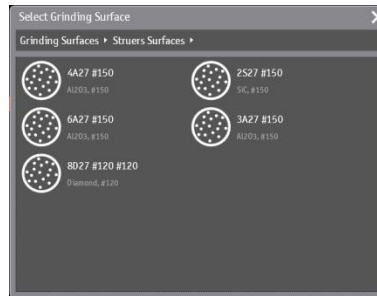 Select Grinding Surface
Grinding Surfaces ▸ Struers Surfaces ▸
4A27 #150
Al2O3, #150
2S27 #150
SiC, #150
6A27 #150
Al2O3, #150
3A27 #150
Al2O3, #150
8D27 #120 #120
Diamond, #120